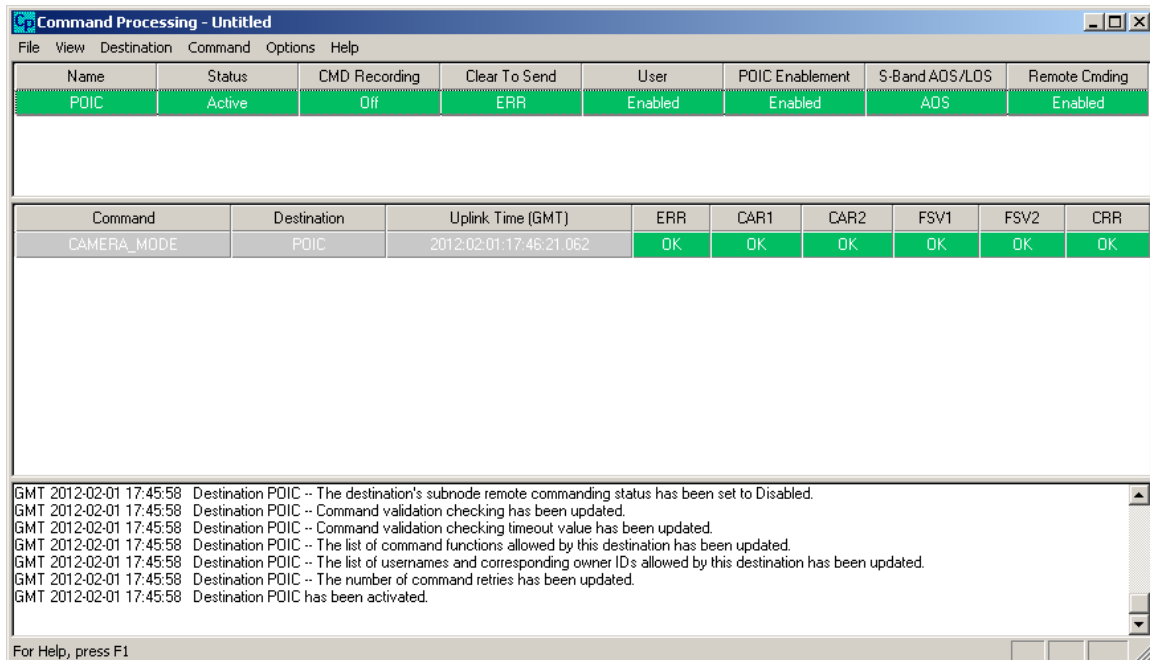 Command Processing - Untitled
File View Destination Command Options Help
Name Status CMD Recording Clear To Send User POIC Enablement S-Band AOS/LOS Remote Cmding
POIC Active Off ERR Enabled Enabled AOS Enabled
Command Destination Uplink Time (GMT) ERR CAR1 CAR2 FSV1 FSV2 CRR
CAMERA_MODE POIC 2012:02:01:17:46:21.062 OK OK OK OK OK OK
GMT 2012-02-01 17:45:58 Destination POIC -- The destination's subnode remote commanding status has been set to Disabled.
GMT 2012-02-01 17:45:58 Destination POIC -- Command validation checking has been updated.
GMT 2012-02-01 17:45:58 Destination POIC -- Command validation checking timeout value has been updated.
GMT 2012-02-01 17:45:58 Destination POIC -- The list of command functions allowed by this destination has been updated.
GMT 2012-02-01 17:45:58 Destination POIC -- The list of usernames and corresponding owner IDs allowed by this destination has been updated.
GMT 2012-02-01 17:45:58 Destination POIC -- The number of command retries has been updated.
GMT 2012-02-01 17:45:58 Destination POIC has been activated.
For Help, press F1